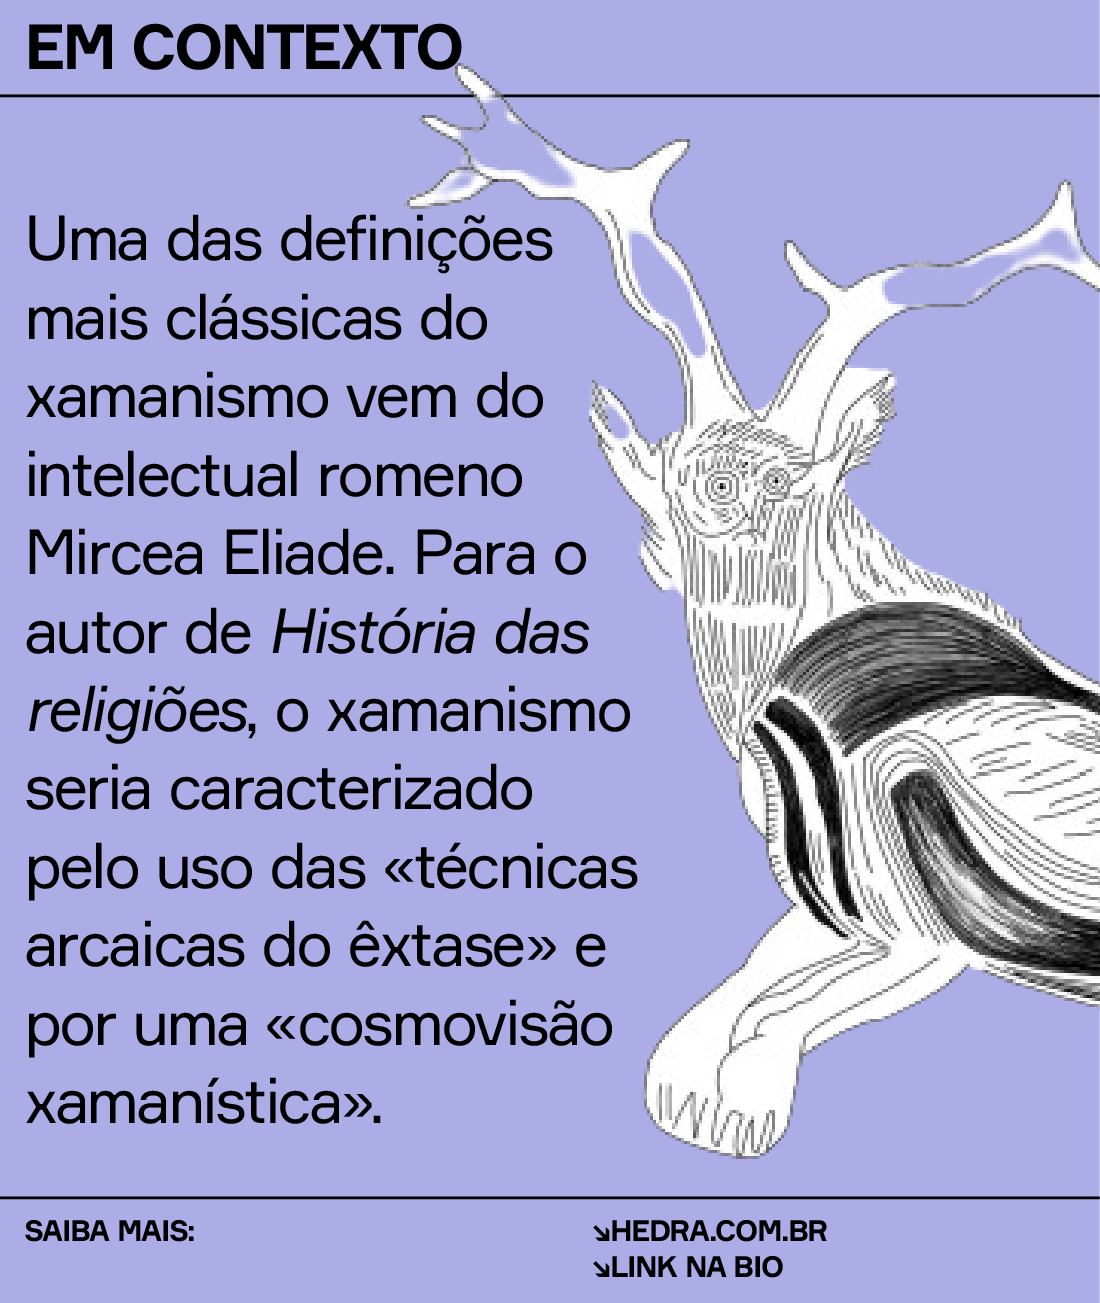 EM CONTEXTO
Uma das definições
mais clássicas do
xamanismo vem do
intelectual romeno
Mircea Eliade. Para o
autor de História das
religiões, o xamanismo
seria caracterizado
pelo uso das «técnicas
arcaicas do êxtase» e
por uma «cosmovisão
xamanística».
SAIBA MAIS:
↘HEDRA.COM.BR
↘LINK NA BIO